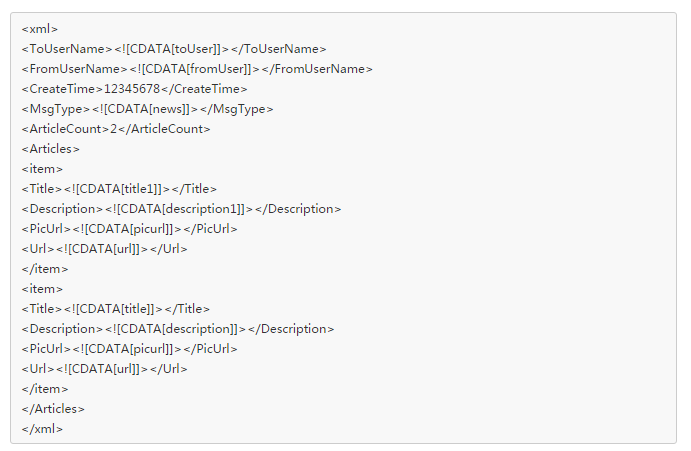 <xml>
<ToUserName><![CDATA[toUser]]></ToUserName>
<FromUserName><![CDATA[fromUser]]></FromUserName>
<CreateTime>12345678</CreateTime>
<MsgType><![CDATA[news]]></MsgType>
<ArticleCount>2</ArticleCount>
<Articles>
<item>
<Title><![CDATA[title1]]></Title>
<Description><![CDATA[description1]]></Description>
<PicUrl><![CDATA[picurl]]></PicUrl>
<Url><![CDATA[url]]></Url>
</item>
<item>
<Title><![CDATA[title]]></Title>
<Description><![CDATA[description]]></Description>
<PicUrl><![CDATA[picurl]]></PicUrl>
<Url><![CDATA[url]]></Url>
</item>
</Articles>
</xml>